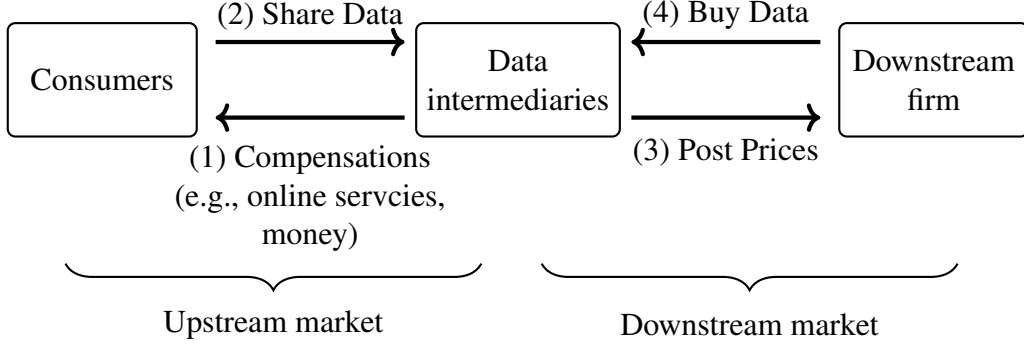 (2) Share Data
(4) Buy Data
Consumers
Data
intermediaries
Downstream
firm
(1) Compensations
(e.g., online servcies,
money)
(3) Post Prices
Upstream market
Downstream market